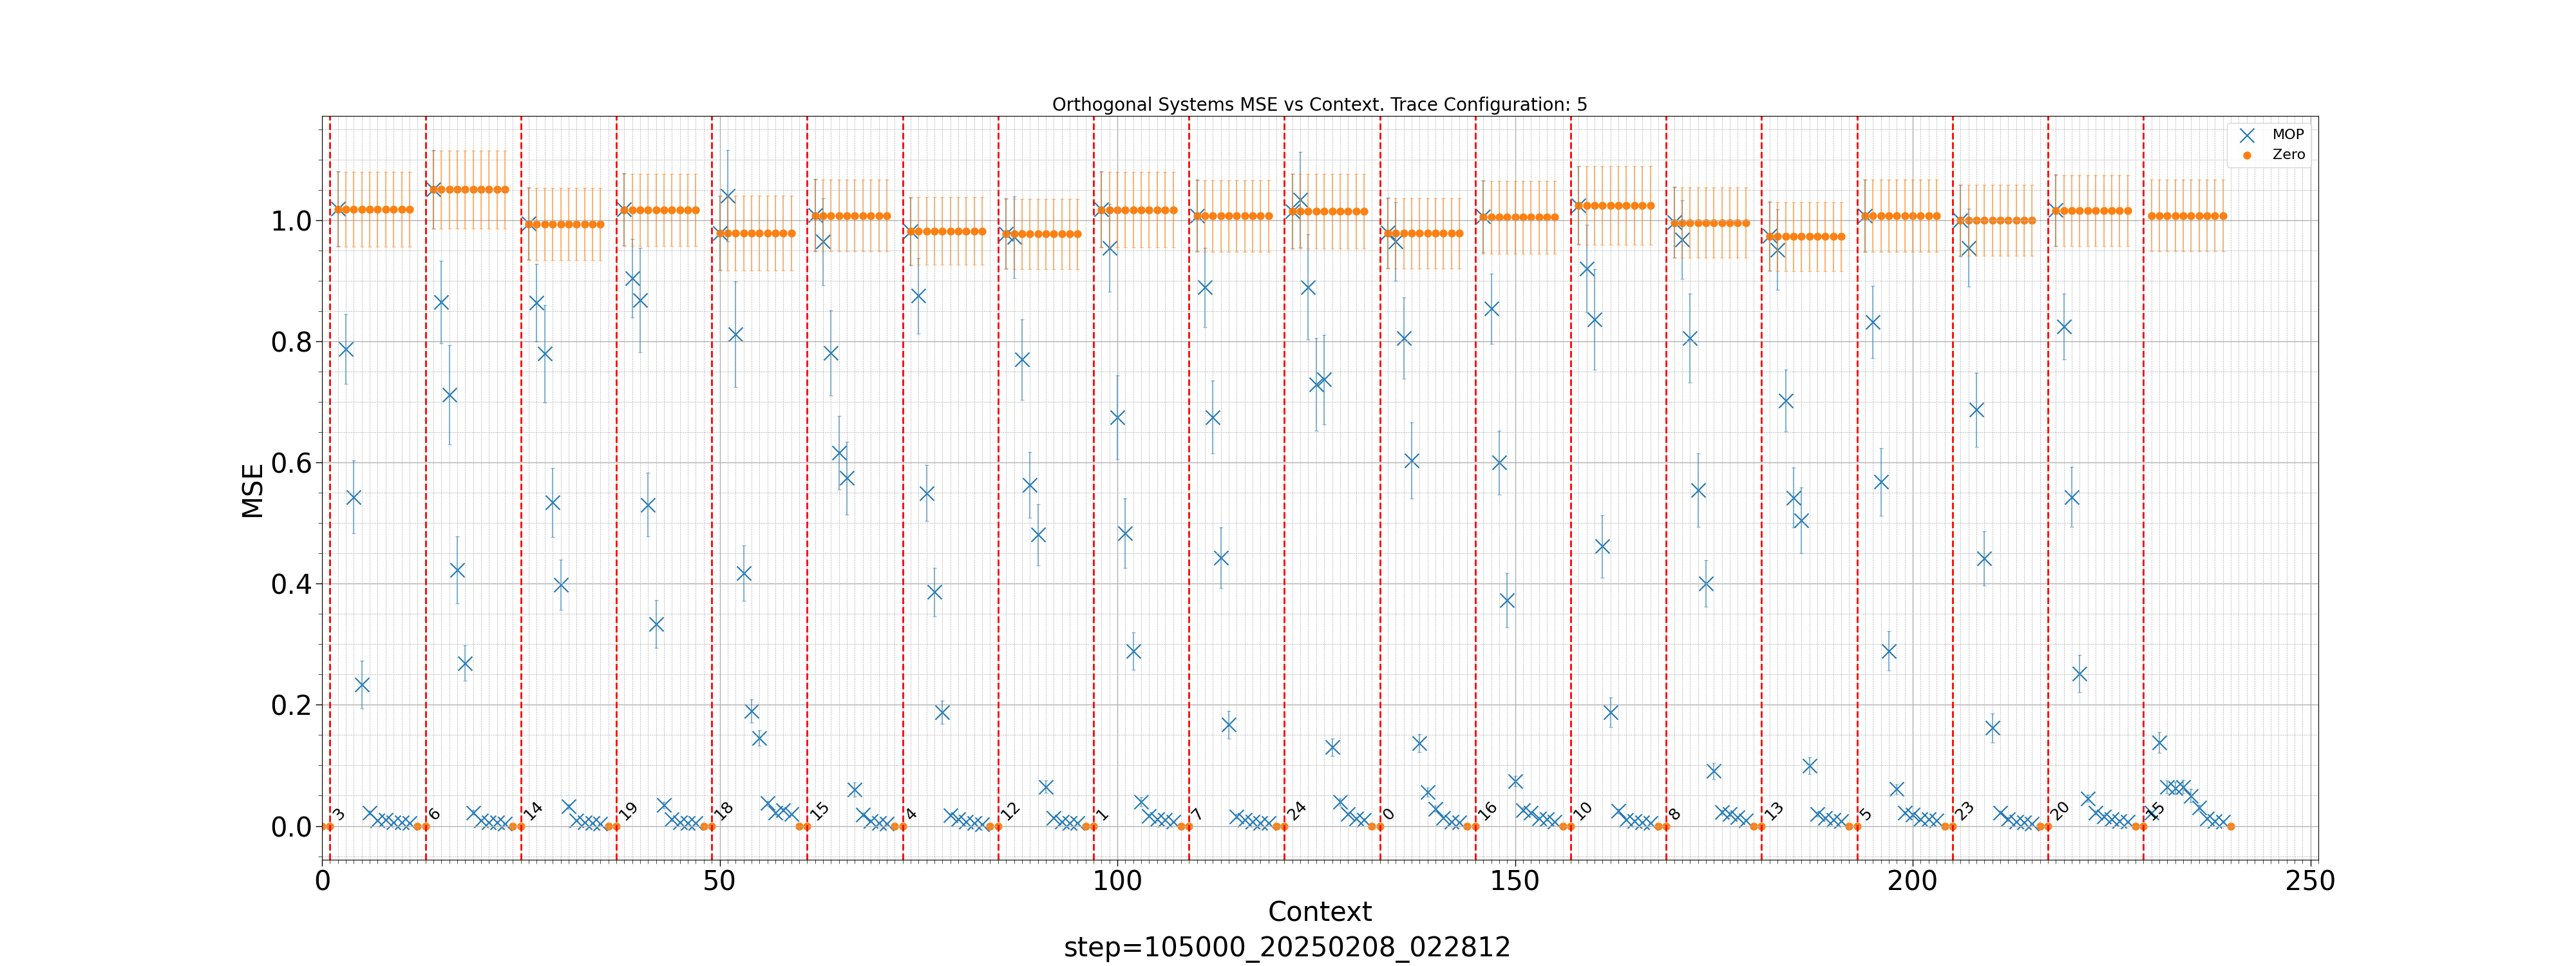 Orthogonal Systems MSE vs Context. Trace Configuration: 5
MOP
Zero
MSE
1.0
0.8
0.6
0.4
0.2
0.0
3 6 14 19 18 15 4 12 1 7 24 0 16 10 8 13 5 23 20 15
0 50 100 150 200 250
Context
step=105000_20250208_022812